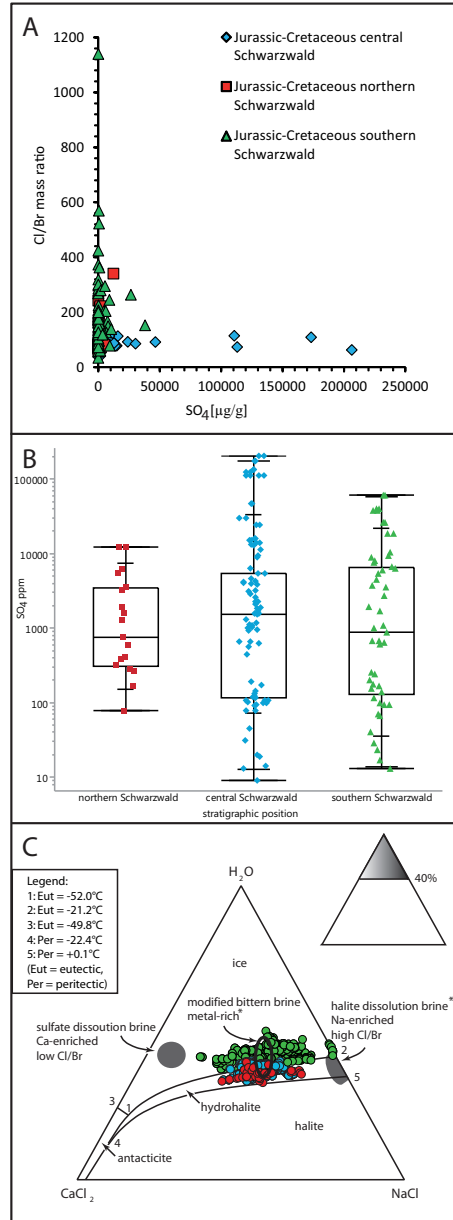 A
1200
1000
800
600
400
200
0
Cl/Br mass ratio
0 50000 100000 150000 200000 250000
SO4[µg/g]
Jurassic-Cretaceous central
Schwarzwald
Jurassic-Cretaceous northern
Schwarzwald
Jurassic-Cretaceous southern
Schwarzwald
B
100000
10000
1000
100
10
SO4 ppm
northern Schwarzwald central Schwarzwald southern Schwarzwald
stratigraphic position
C
Legend:
1: Eut = -52.0°C
2: Eut = -21.2°C
3: Eut = -49.8°C
4: Per = -22.4°C
5: Per = +0.1°C
(Eut = eutectic,
Per = peritectic)
H2O
40%
ice
modified bittern brine
metal-rich*
sulfate dissoution brine
Ca-enriched
low Cl/Br
halite dissolution brine*
Na-enriched
high Cl/Br
2
5
3
1
hydrohalite
halite
4
antacticite
CaCl2
NaCl